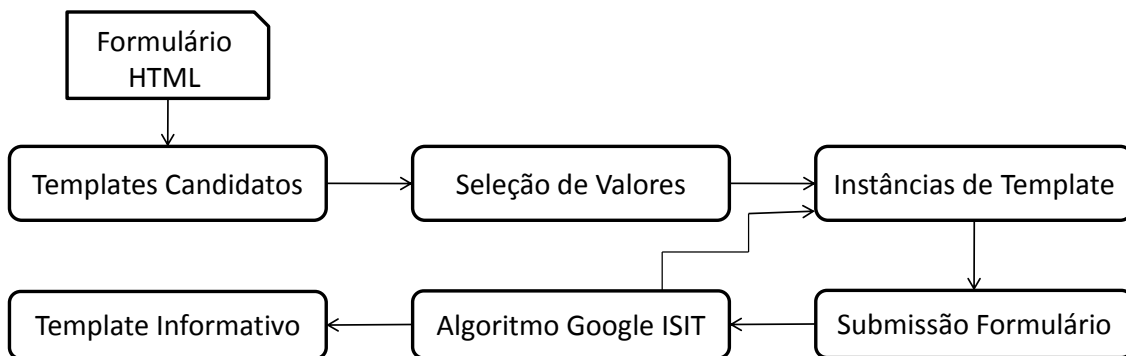 Formulário
HTML
Templates Candidatos
Seleção de Valores
Instâncias de Template
Template Informativo
Algoritmo Google ISIT
Submissão Formulário